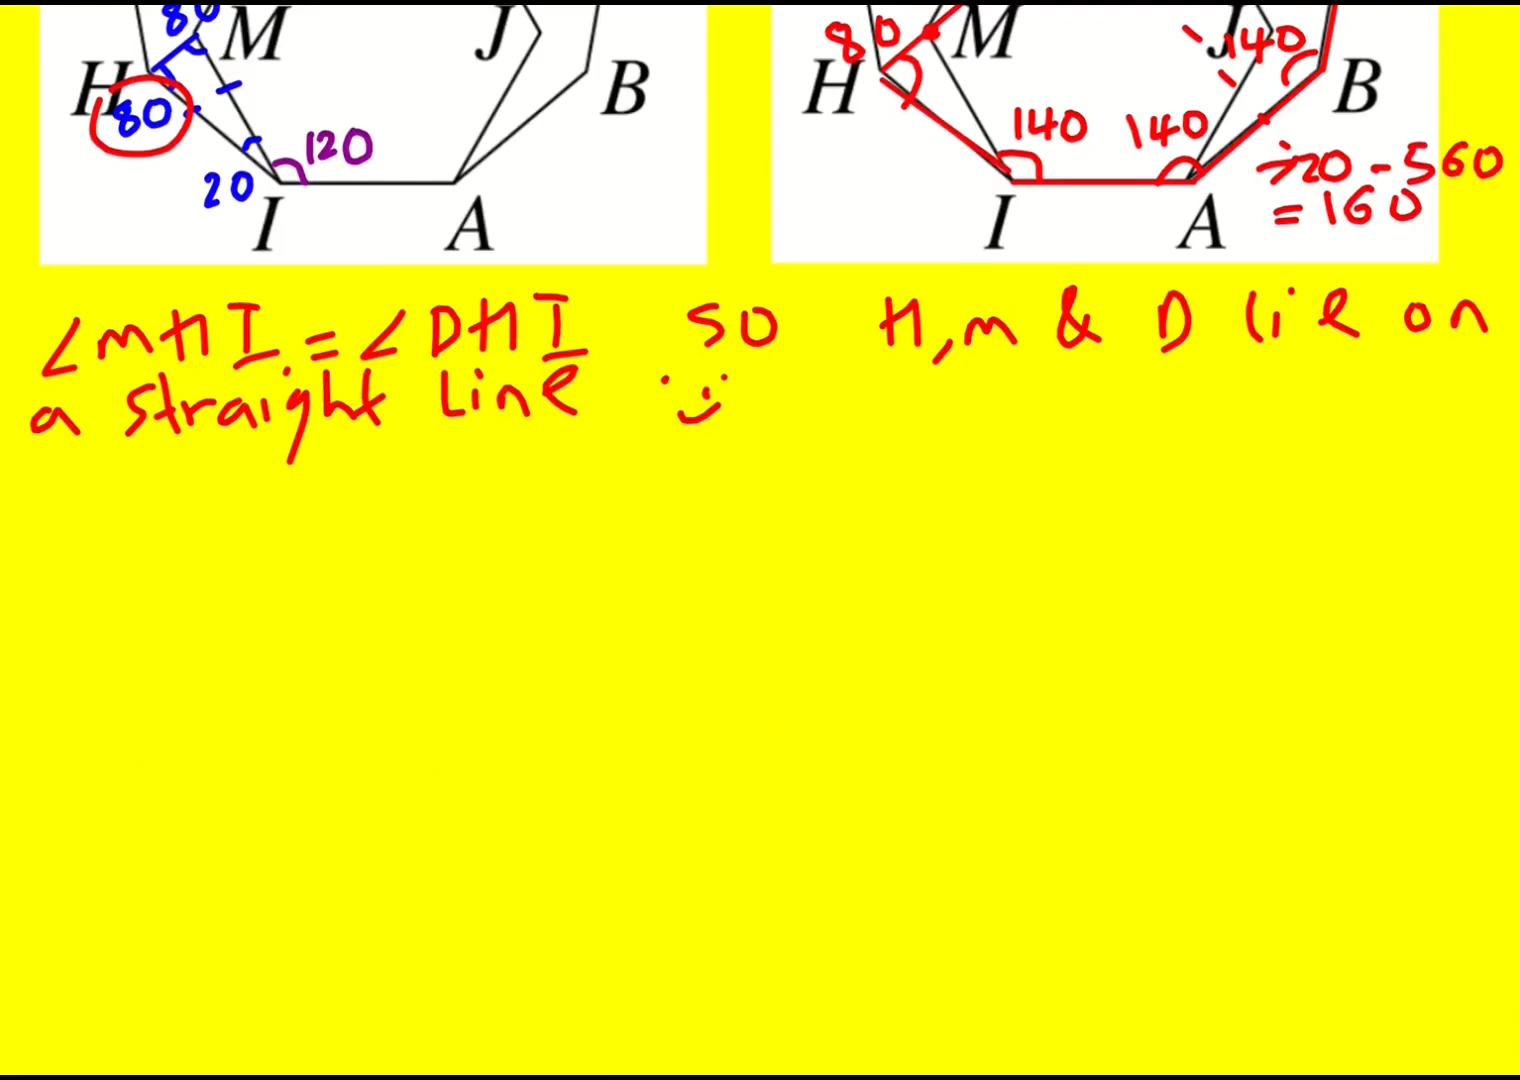 80 M J
H B
80
120
20
I A
80 M J 140
H B
140 140
720 - 560
= 160
I A
∠MHI = ∠DHI so H, M & D lie on
a straight line